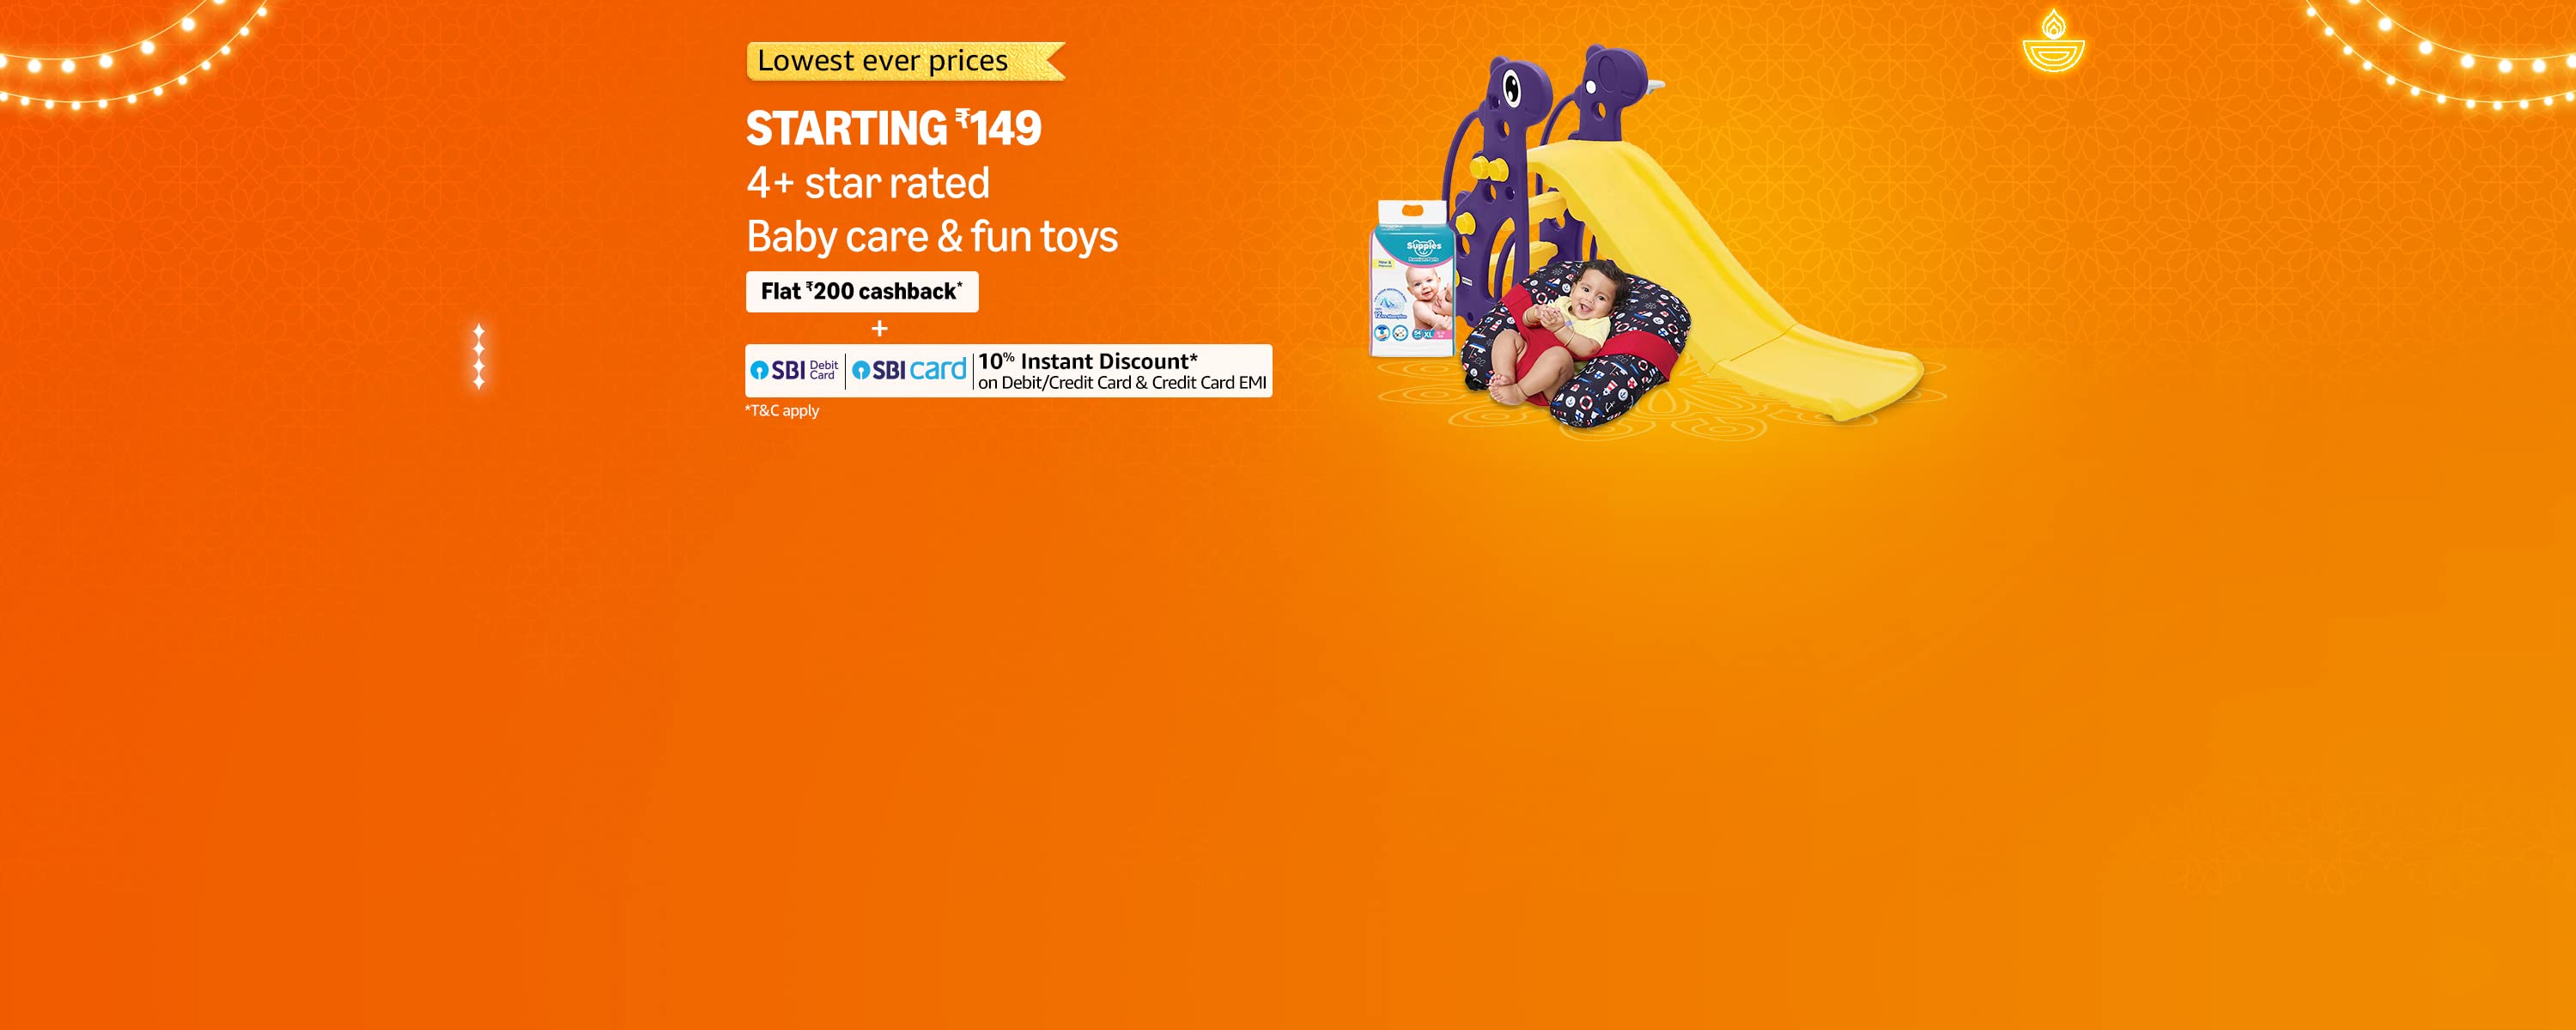 Lowest ever prices
STARTING ₹149
4+ star rated
Baby care & fun toys
Flat ₹200 cashback*
+
SBI Debit Card | SBI card | 10% Instant Discount*
on Debit/Credit Card & Credit Card EMI
*T&C apply
Supples